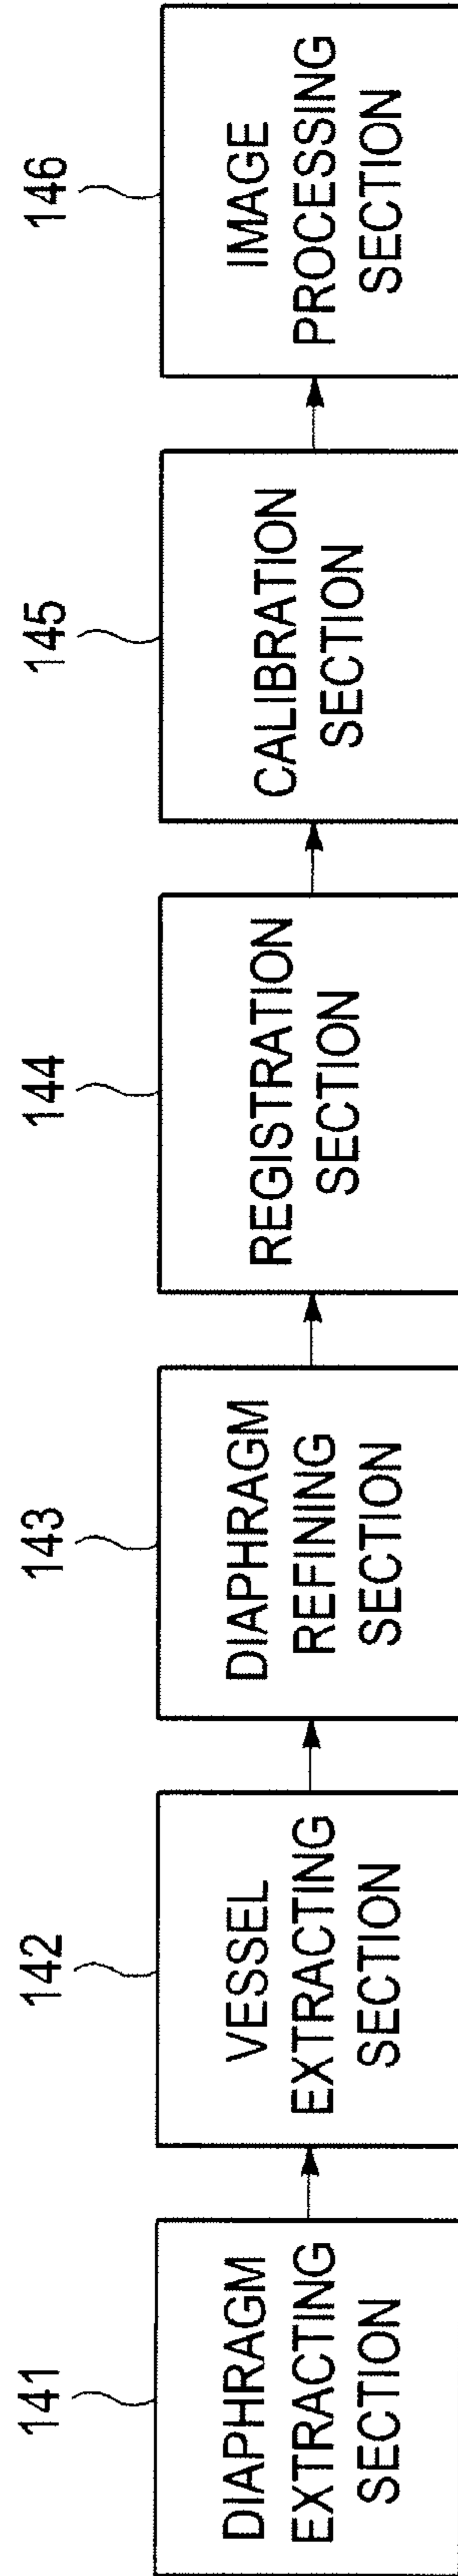 141
DIAPHRAGM
EXTRACTING
SECTION
142
VESSEL
EXTRACTING
SECTION
143
DIAPHRAGM
REFINING
SECTION
144
REGISTRATION
SECTION
145
CALIBRATION
SECTION
146
IMAGE
PROCESSING
SECTION